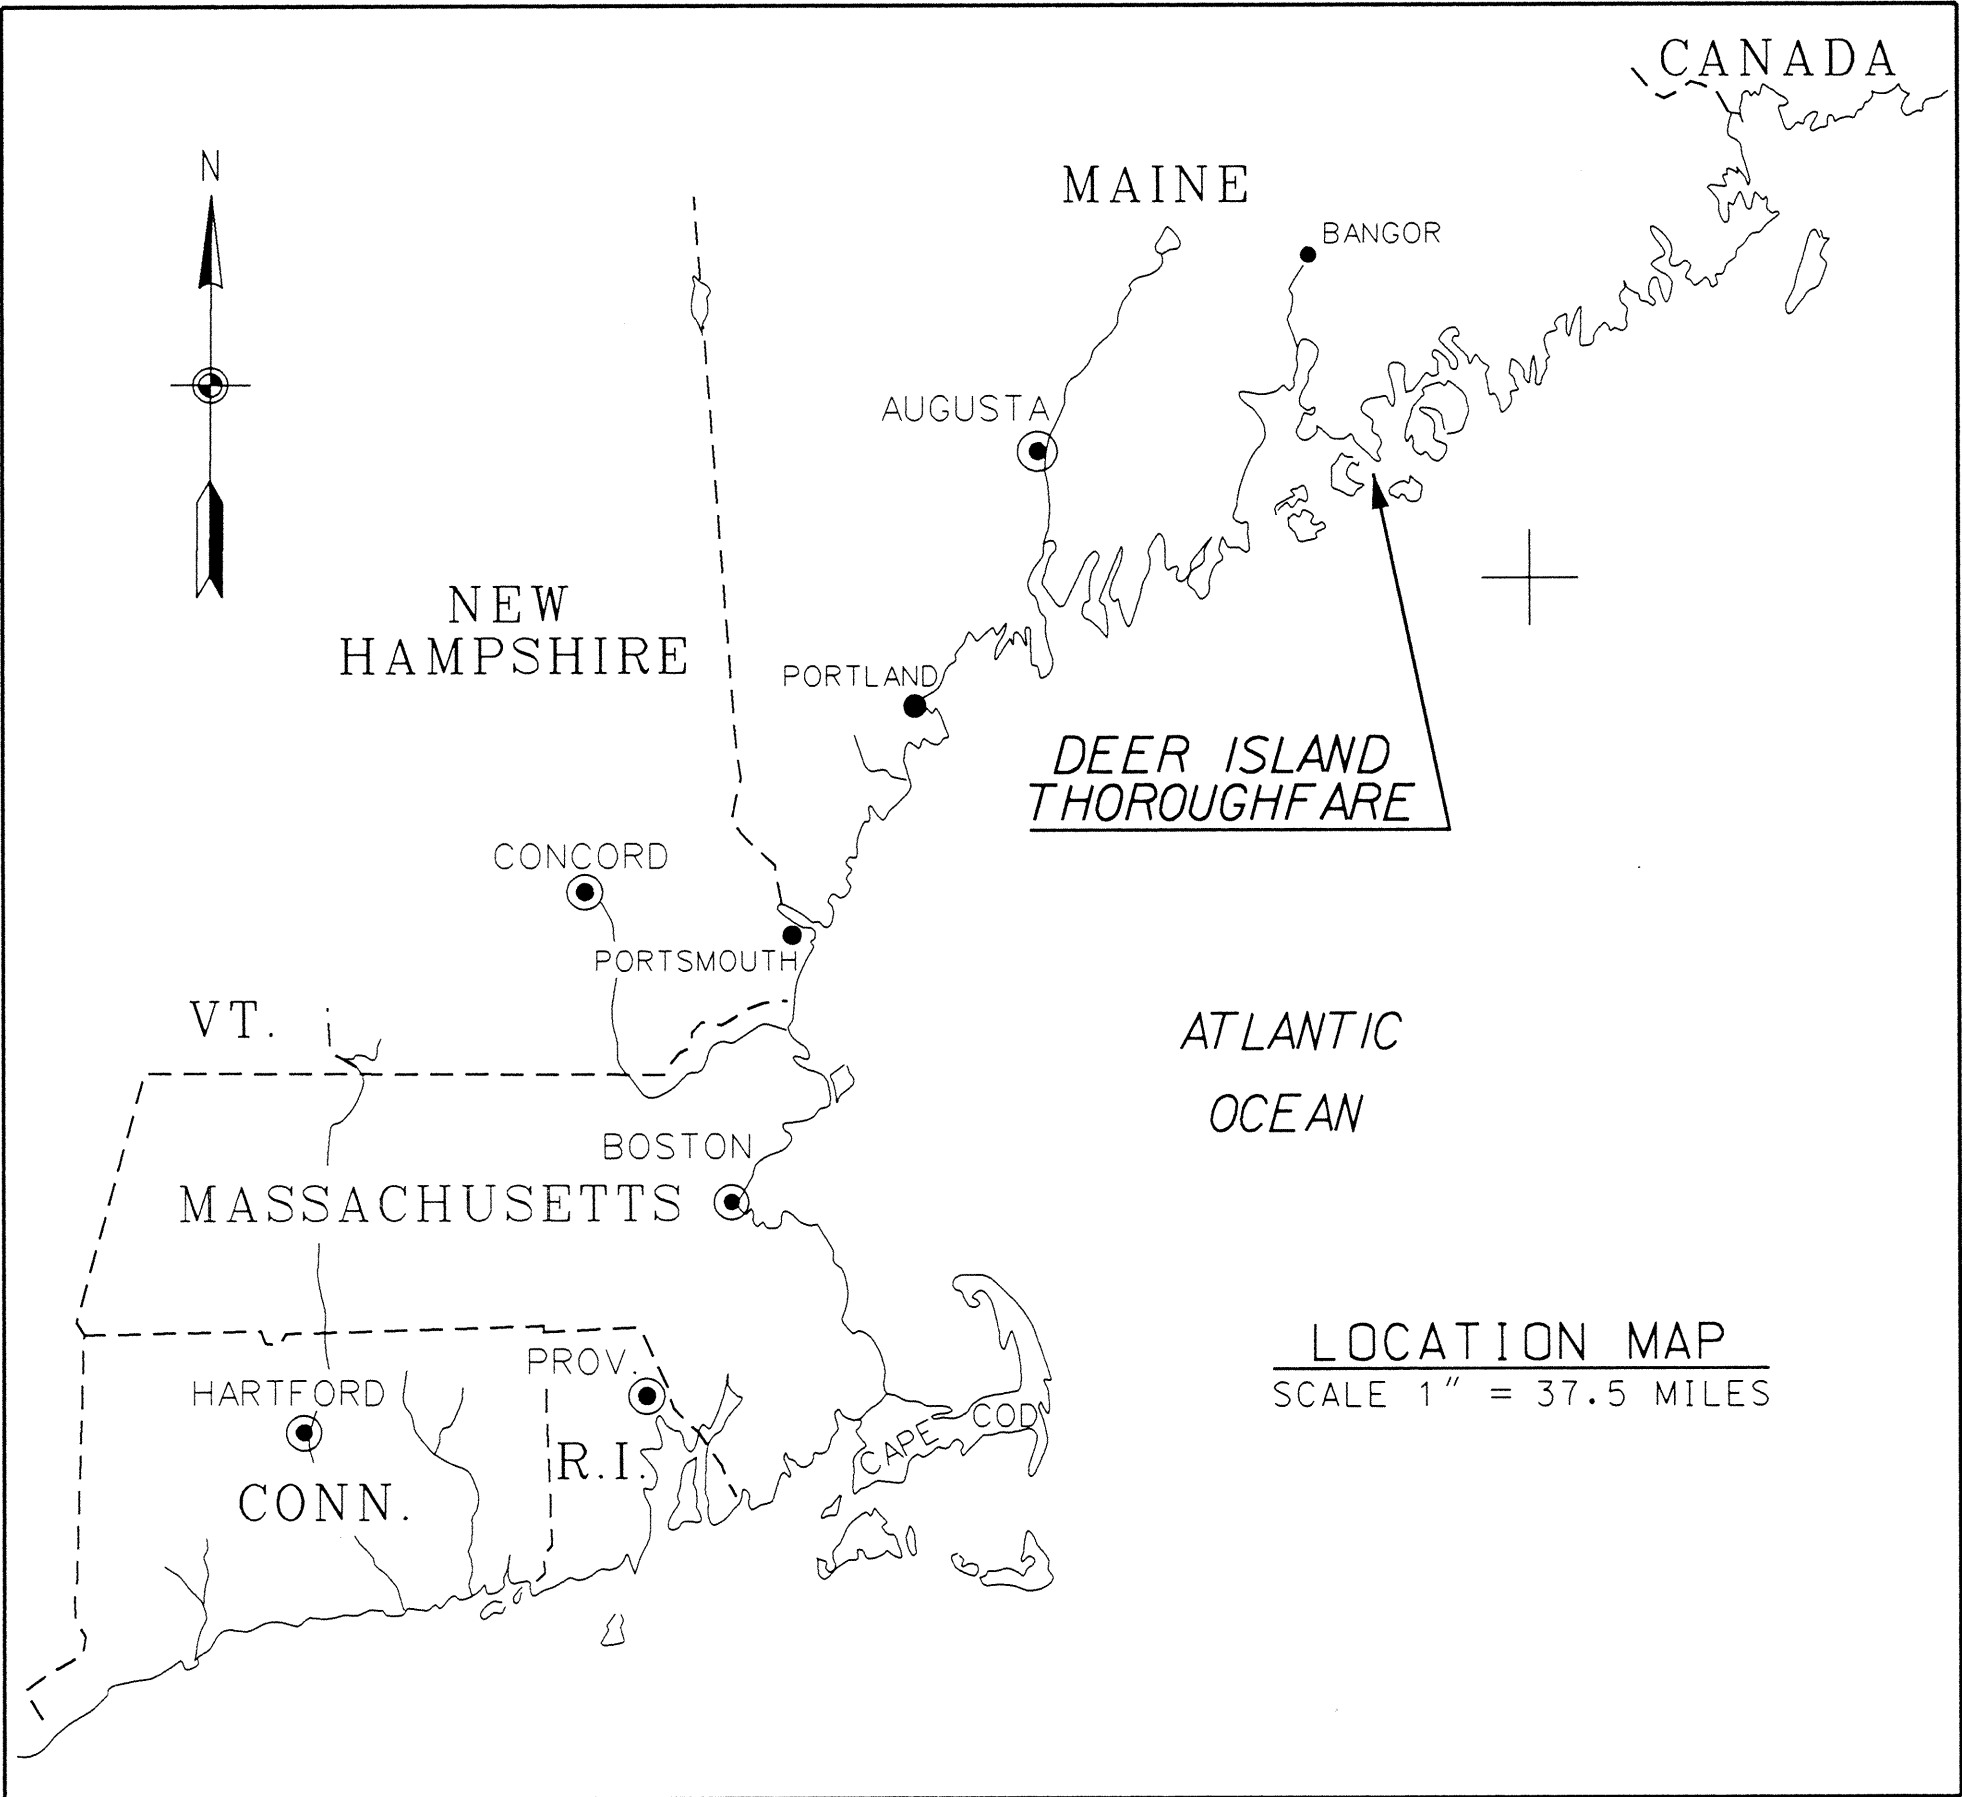 CANADA
N
MAINE
BANGOR
AUGUSTA
NEW
HAMPSHIRE
PORTLAND
DEER ISLAND
THOROUGHFARE
CONCORD
PORTSMOUTH
VT.
ATLANTIC
OCEAN
BOSTON
MASSACHUSETTS
LOCATION MAP
SCALE 1" = 37.5 MILES
PROV.
HARTFORD
CAPE COD
R.I.
CONN.